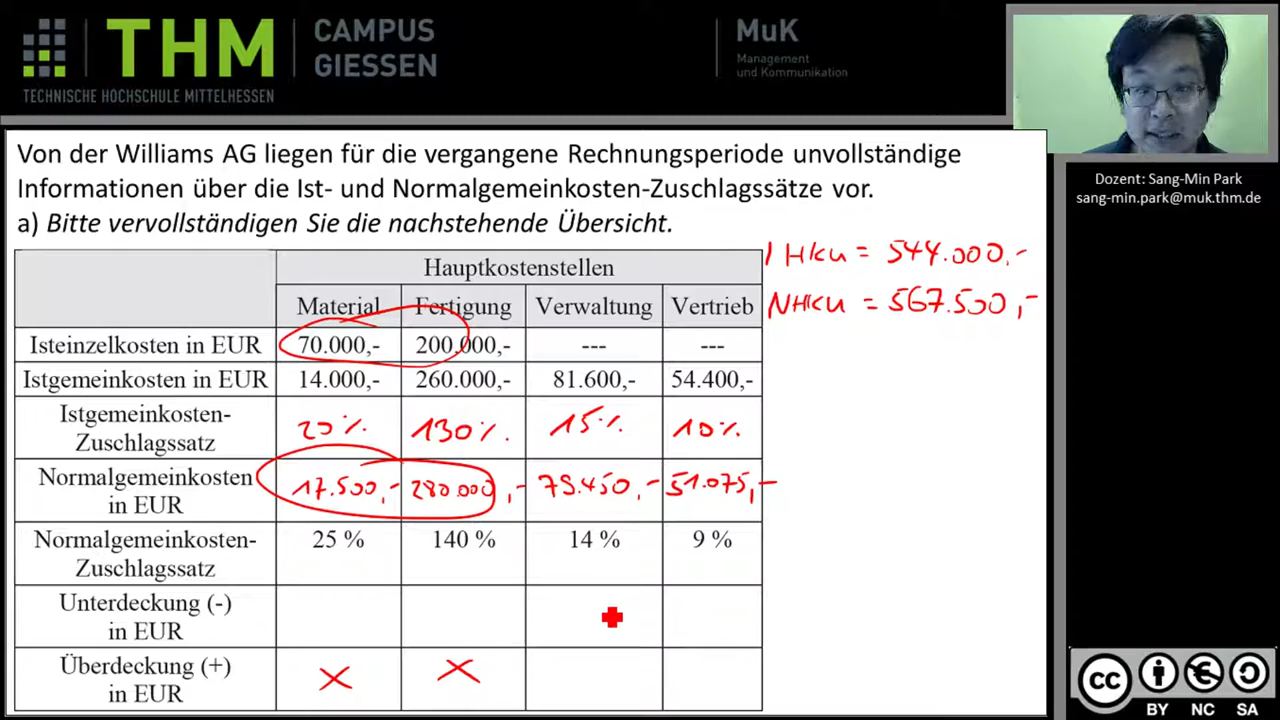 THM
TECHNISCHE HOCHSCHULE MITTELHESSEN
CAMPUS
GIESSEN
MuK
Management
und Kommunikation
Von der Williams AG liegen für die vergangene Rechnungsperiode unvollständige
Informationen über die Ist- und Normalgemeinkosten-Zuschlagssätze vor.
a) Bitte vervollständigen Sie die nachstehende Übersicht.
IHKU = 544.000,-
NHKU = 567.500,-
Hauptkostenstellen
Material Fertigung Verwaltung Vertrieb
Isteinzelkosten in EUR 70.000,- 200.000,- --- ---
Istgemeinkosten in EUR 14.000,- 260.000,- 81.600,- 54.400,-
Istgemeinkosten-
Zuschlagssatz 20% 130% 15% 10%
Normalgemeinkosten
in EUR 17.500,- 280.000,- 79.450,- 51.075,-
Normalgemeinkosten- 25 % 140 % 14 % 9 %
Zuschlagssatz
Unterdeckung (-)
in EUR
Überdeckung (+)
in EUR X X
Dozent: Sang-Min Park
sang-min.park@muk.thm.de
cc
BY NC SA